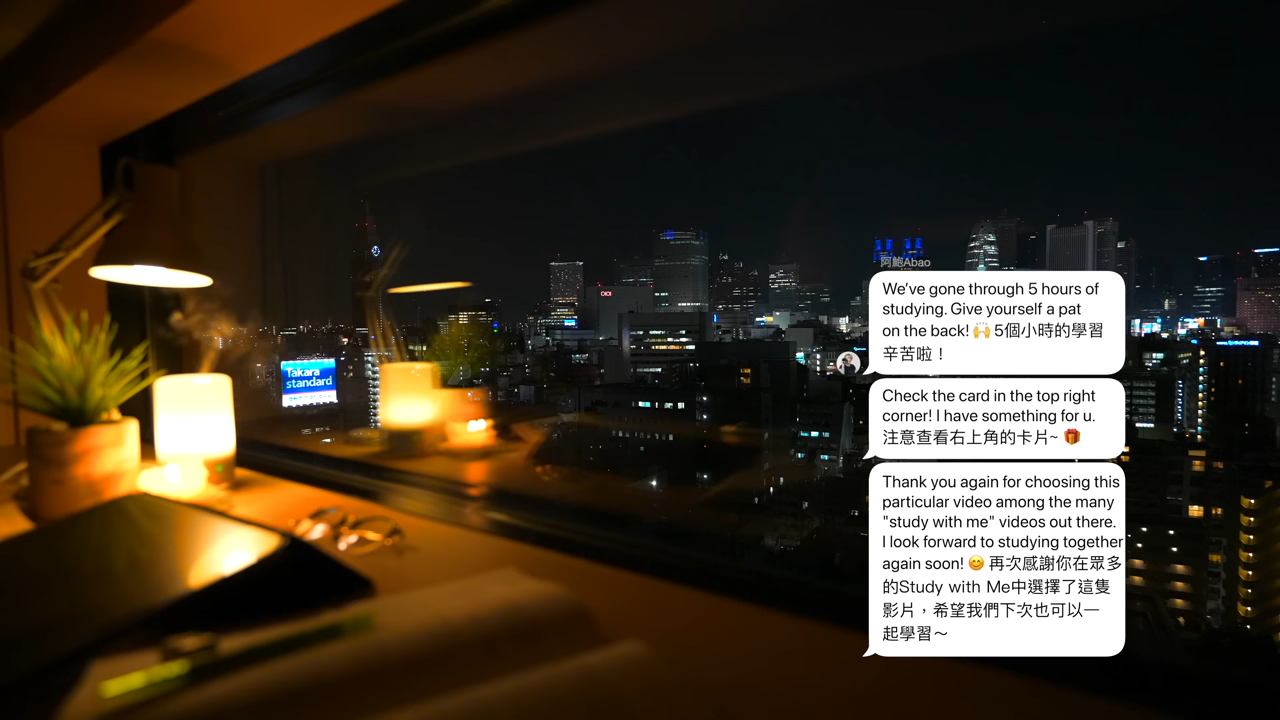 Takara
standard
OIOI
阿鮑Abao
We've gone through 5 hours of
studying. Give yourself a pat
on the back! 🙌 5個小時的學習
辛苦啦！
Check the card in the top right
corner! I have something for u.
注意查看右上角的卡片~ 🎁
Thank you again for choosing this
particular video among the many
"study with me" videos out there.
I look forward to studying together
again soon! 😊 再次感謝你在眾多
的Study with Me中選擇了這隻
影片，希望我們下次也可以一
起學習～